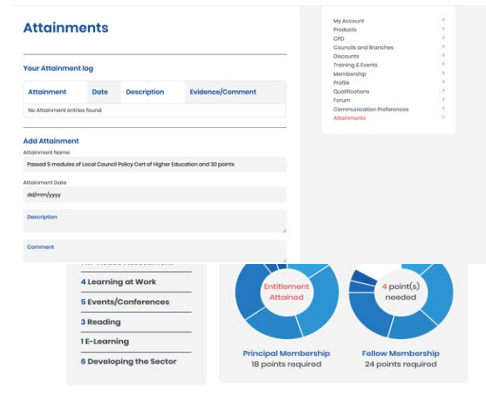 Attainments
Your Attainment log
Attainment Date Description Evidence/Comment
No Attainment entries found
Add Attainment
Attainment Name
Passed 5 modules of Local Council Policy Cert of Higher Education and 30 points
Attainment Date
dd/mm/yyyy
Description
Comment
My Account
Products
CPD
Councils and Branches
Discounts
Training & Events
Membership
Profile
Qualifications
Forum
Communication Preferences
Attainments
4 Learning at Work
5 Events/Conferences
3 Reading
1 E-Learning
6 Developing the Sector
Entitlement
Attained
Principal Membership
18 points required
4 point(s)
needed
Fellow Membership
24 points required